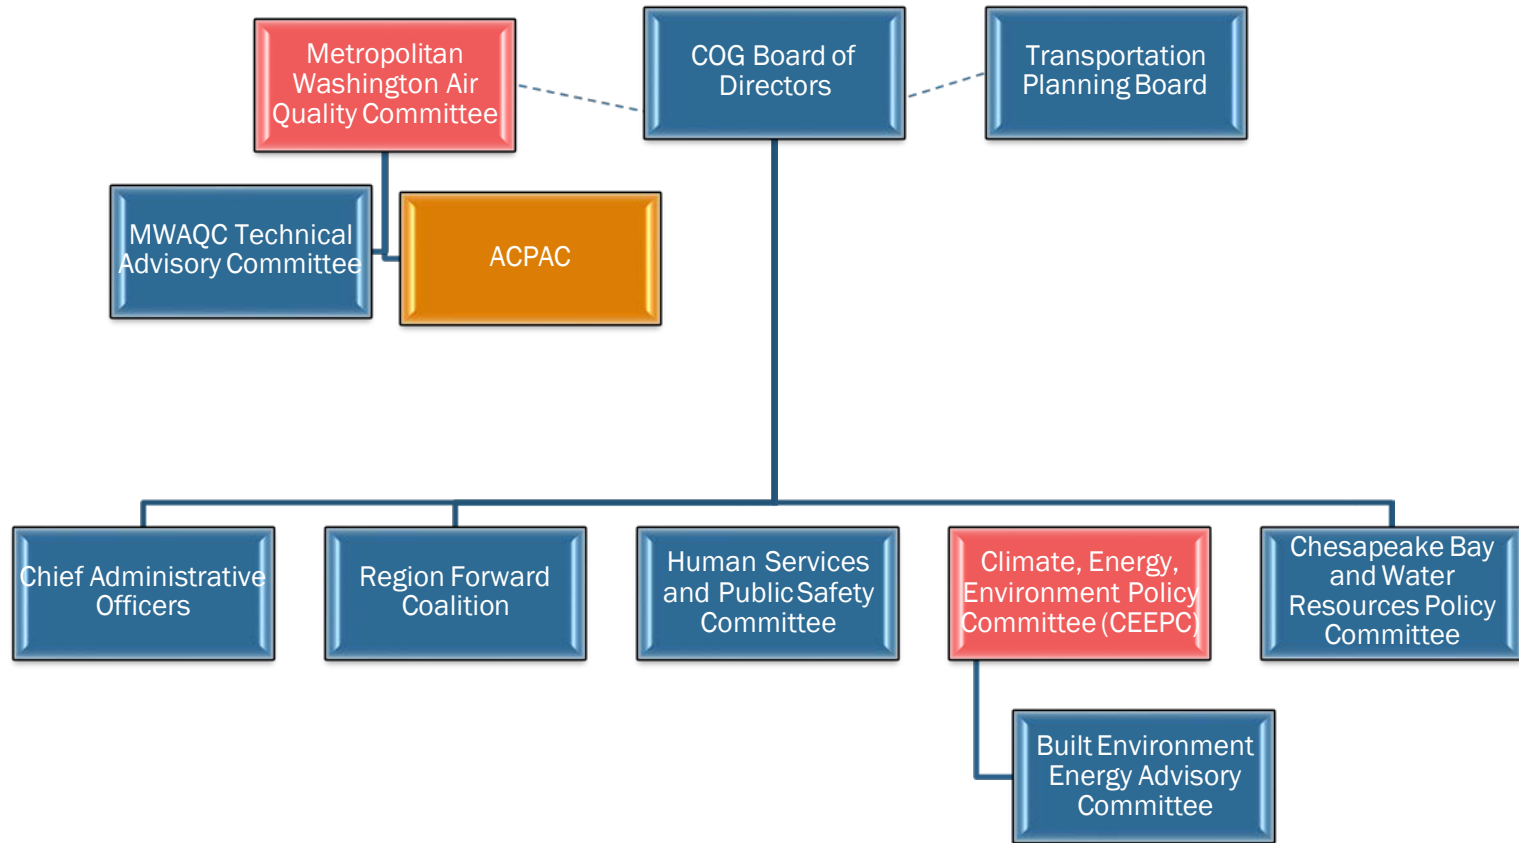 Metropolitan
Washington Air
Quality Committee
COG Board of
Directors
Transportation
Planning Board
MWAQC Technical
Advisory Committee
ACPAC
Chief Administrative
Officers
Region Forward
Coalition
Human Services
and Public Safety
Committee
Climate, Energy,
Environment Policy
Committee (CEEPC)
Chesapeake Bay
and Water
Resources Policy
Committee
Built Environment
Energy Advisory
Committee